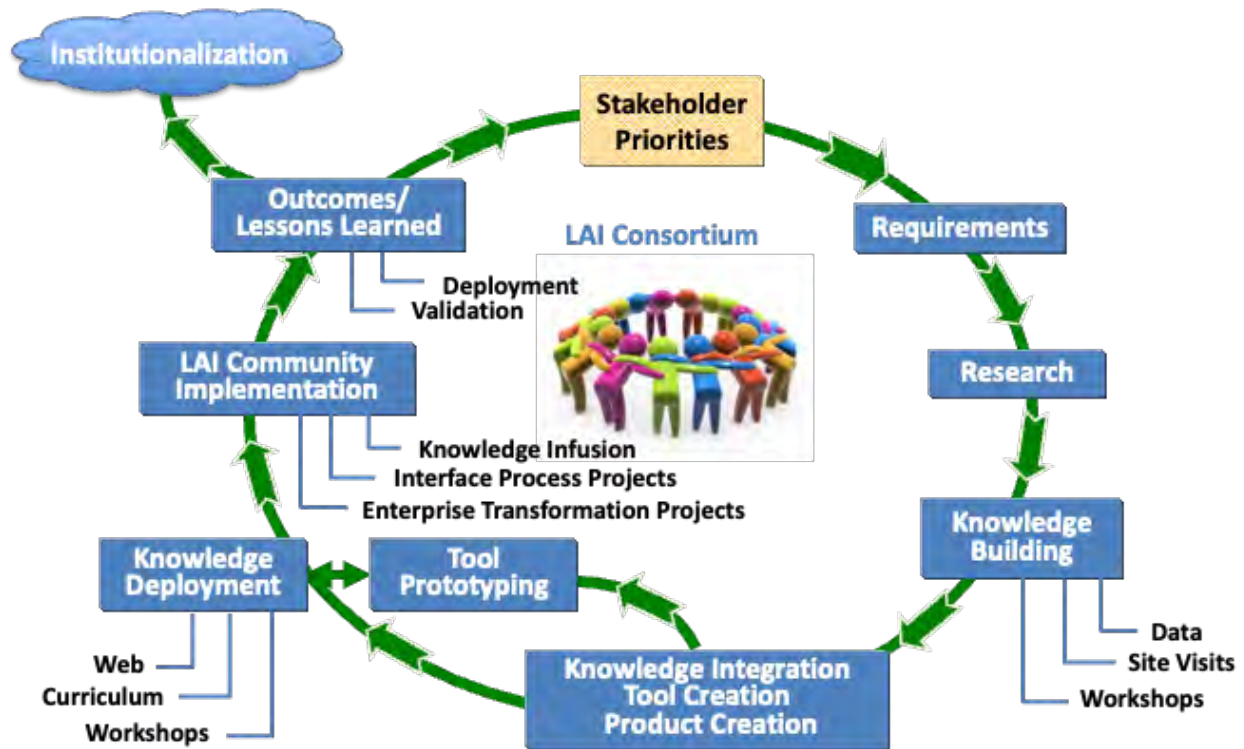 Institutionalization
Stakeholder
Priorities
Outcomes/
Lessons Learned
Requirements
LAI Consortium
Deployment
Validation
LAI Community
Implementation
Research
Knowledge Infusion
Interface Process Projects
Enterprise Transformation Projects
Knowledge
Building
Knowledge
Deployment
Tool
Prototyping
Data
Site Visits
Workshops
Web
Curriculum
Workshops
Knowledge Integration
Tool Creation
Product Creation